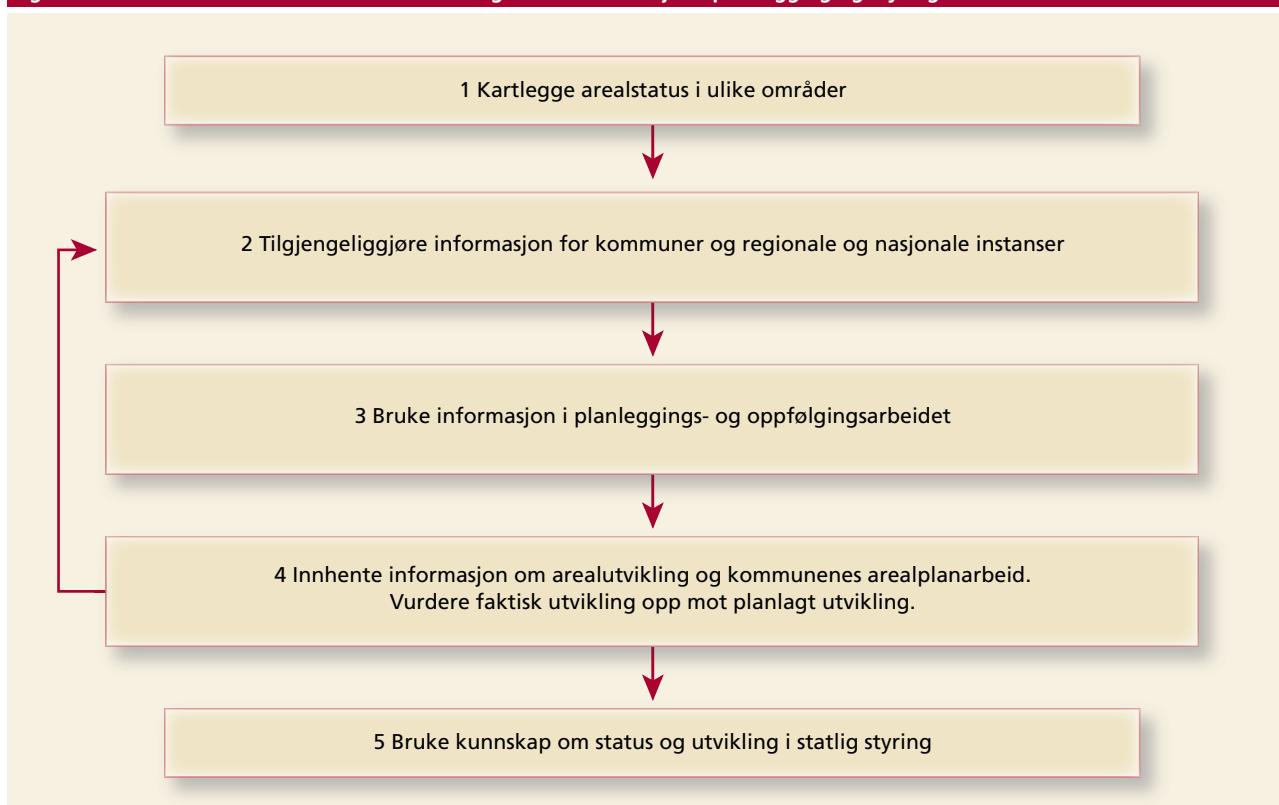 1 Kartlegge arealstatus i ulike områder
2 Tilgjengeliggjøre informasjon for kommuner og regionale og nasjonale instanser
3 Bruke informasjon i planleggings- og oppfølgingsarbeidet
4 Innhente informasjon om arealutvikling og kommunenes arealplanarbeid.
Vurdere faktisk utvikling opp mot planlagt utvikling.
5 Bruke kunnskap om status og utvikling i statlig styring